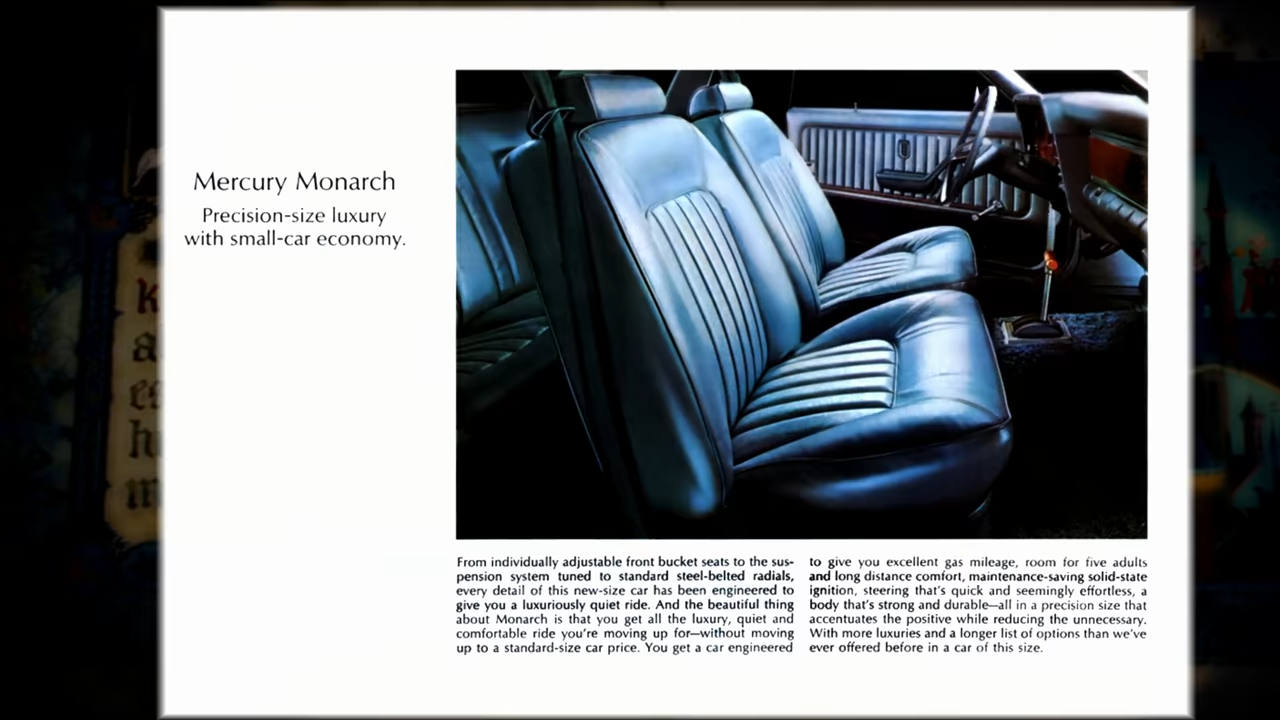 Mercury Monarch
Precision-size luxury
with small-car economy.
From individually adjustable front bucket seats to the sus-
pension system tuned to standard steel-belted radials,
every detail of this new-size car has been engineered to
give you a luxuriously quiet ride. And the beautiful thing
about Monarch is that you get all the luxury, quiet and
comfortable ride you're moving up for—without moving
up to a standard-size car price. You get a car engineered
to give you excellent gas mileage, room for five adults
and long distance comfort, maintenance-saving solid-state
ignition, steering that's quick and seemingly effortless, a
body that's strong and durable—all in a precision size that
accentuates the positive while reducing the unnecessary.
With more luxuries and a longer list of options than we've
ever offered before in a car of this size.